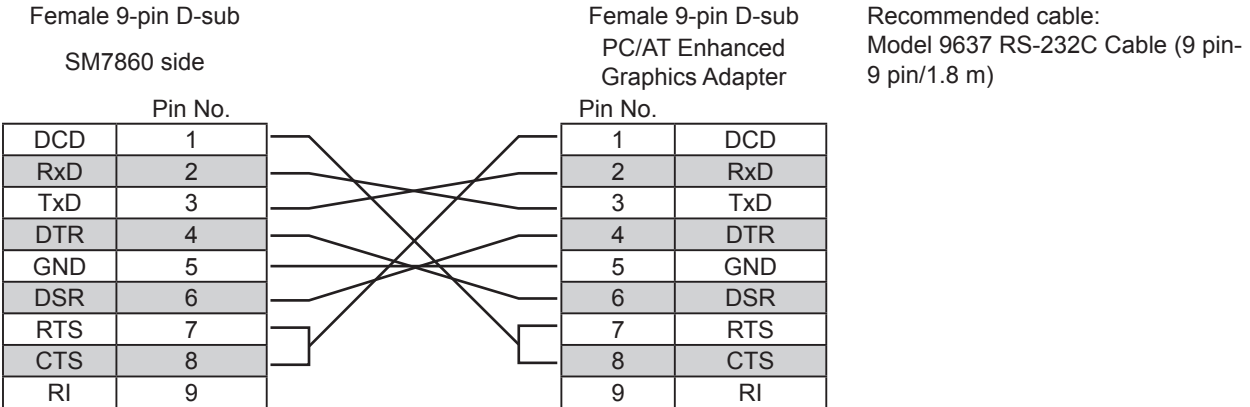 Female 9-pin D-sub
SM7860 side
Pin No.
DCD 1
RxD 2
TxD 3
DTR 4
GND 5
DSR 6
RTS 7
CTS 8
RI 9
Female 9-pin D-sub
PC/AT Enhanced
Graphics Adapter
Pin No.
1 DCD
2 RxD
3 TxD
4 DTR
5 GND
6 DSR
7 RTS
8 CTS
9 RI
Recommended cable:
Model 9637 RS-232C Cable (9 pin-
9 pin/1.8 m)